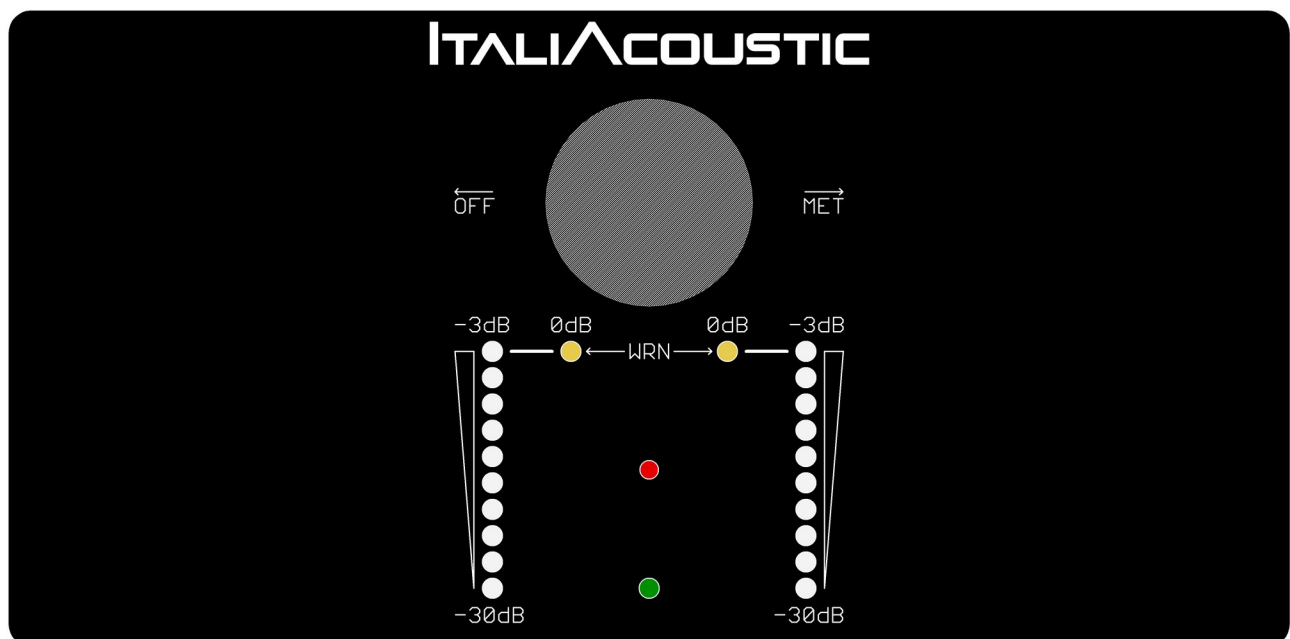 ITALIACOUSTIC
OFF
MET
-3dB 0dB 0dB -3dB
WRN
-30dB -30dB